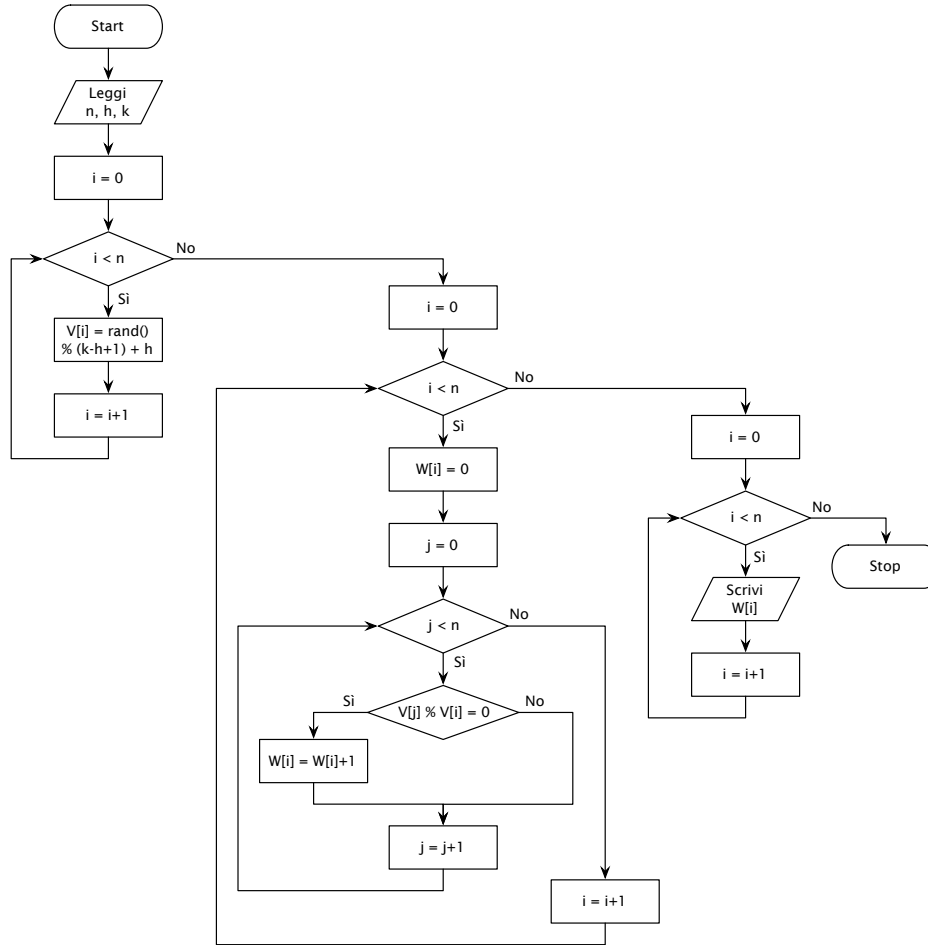 Start
Leggi
n, h, k
i = 0
i < n
No
Sì
V[i] = rand()
% (k-h+1) + h
i = i+1
i = 0
i < n
No
Sì
W[i] = 0
j = 0
j < n
No
Sì
V[j] % V[i] = 0
Sì
No
W[i] = W[i]+1
j = j+1
i = i+1
i = 0
i < n
No
Sì
Stop
Scrivi
W[i]
i = i+1